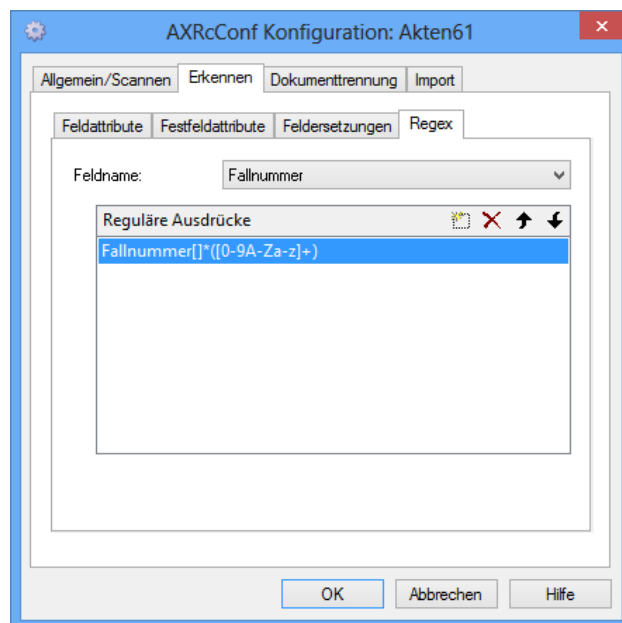 AXRcConf Konfiguration: Akten61
Allgemein/Scannen Erkennen Dokumenttrennung Import
Feldattribute Festfeldattribute Feldersetzungen Regex
Feldname: Fallnummer
Reguläre Ausdrücke
Fallnummer[]*([0-9A-Za-z]+)
OK Abbrechen Hilfe